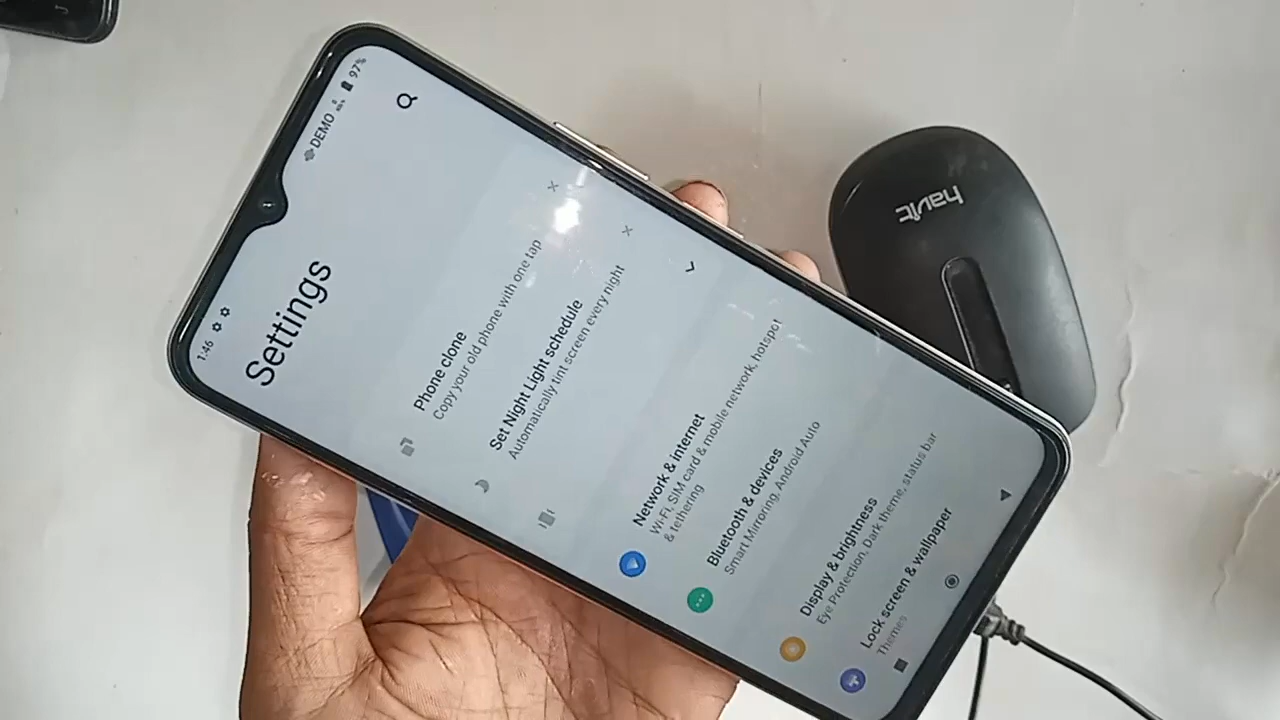 1:46
DEMO
97%
Settings
Phone clone
Copy your old phone with one tap
Set Night Light schedule
Automatically tint screen every night
Network & internet
Wi-Fi, SIM card & mobile network, hotspot
& tethering
Bluetooth & devices
Smart Mirroring, Android Auto
Display & brightness
Eye Protection, Dark theme, status bar
Lock screen & wallpaper
Themes
havit